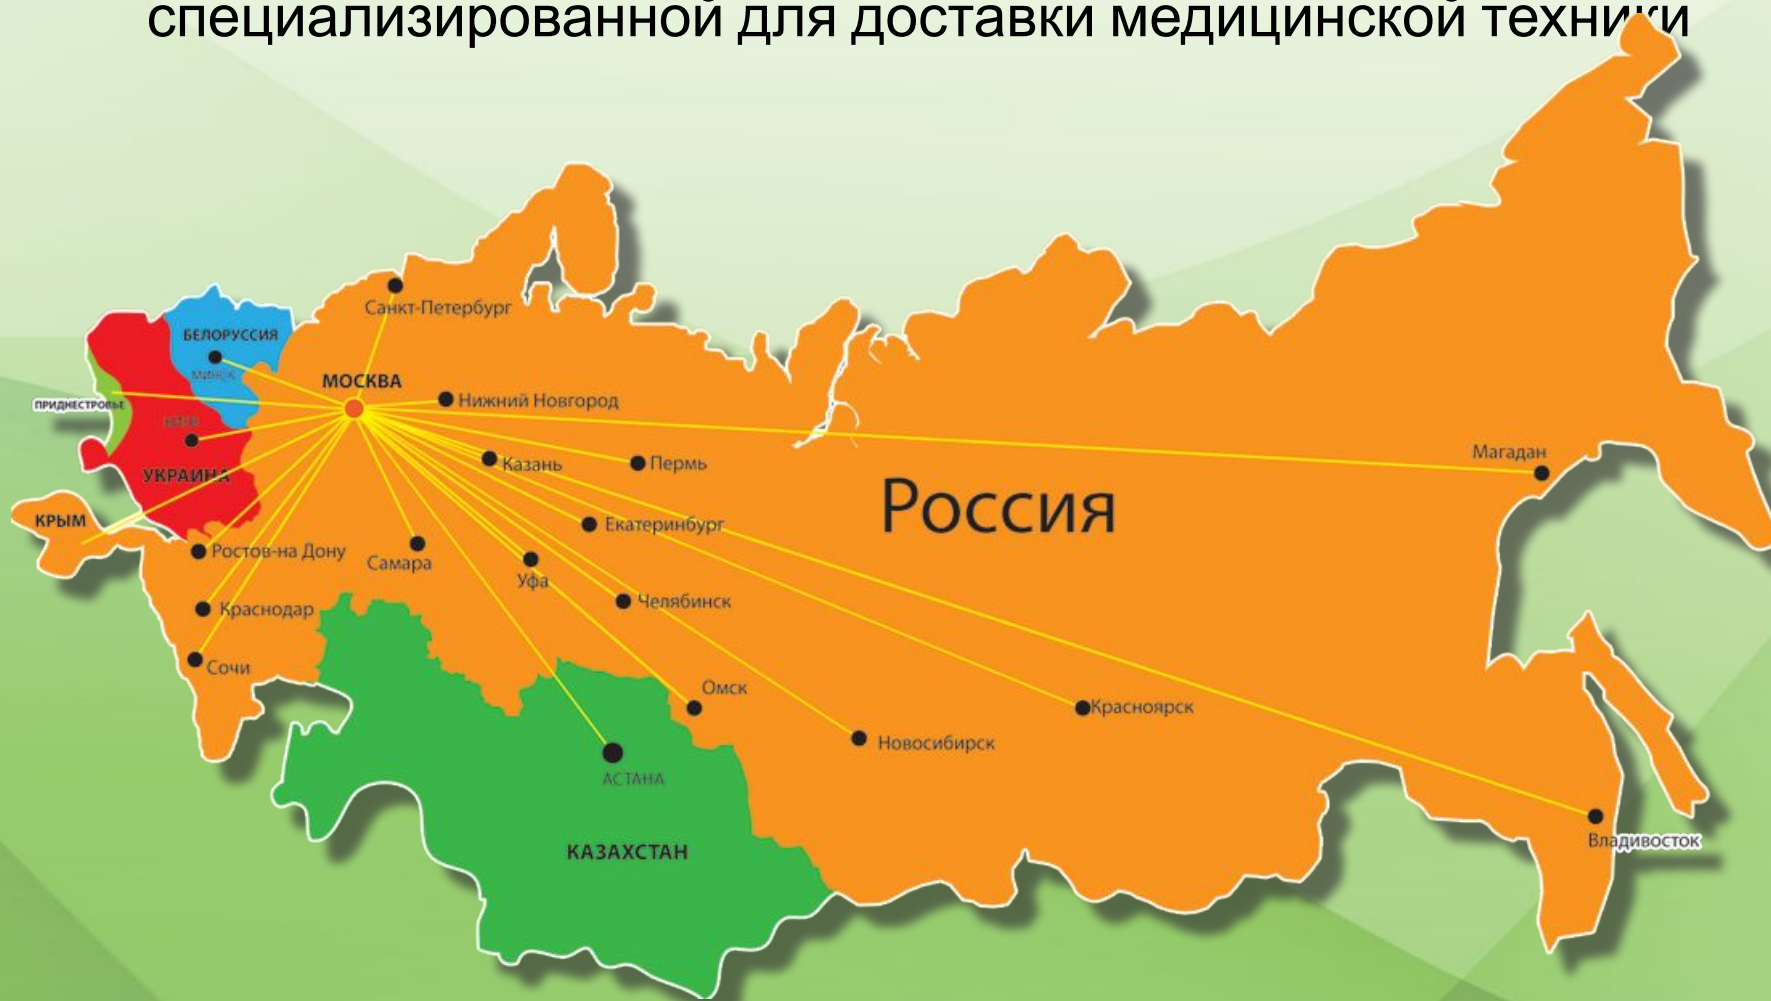 специализированной для доставки медицинской техники
Санкт-Петербург
БЕЛОРУССИЯ
МИНСК
МОСКВА
Нижний Новгород
ПРИДНЕСТРОВЬЕ
КИЕВ
УКРАИНА
Казань
Пермь
Магадан
Россия
КРЫМ
Екатеринбург
Ростов-на Дону
Самара
Уфа
Челябинск
Краснодар
Сочи
Омск
Красноярск
Новосибирск
АСТАНА
КАЗАХСТАН
Владивосток